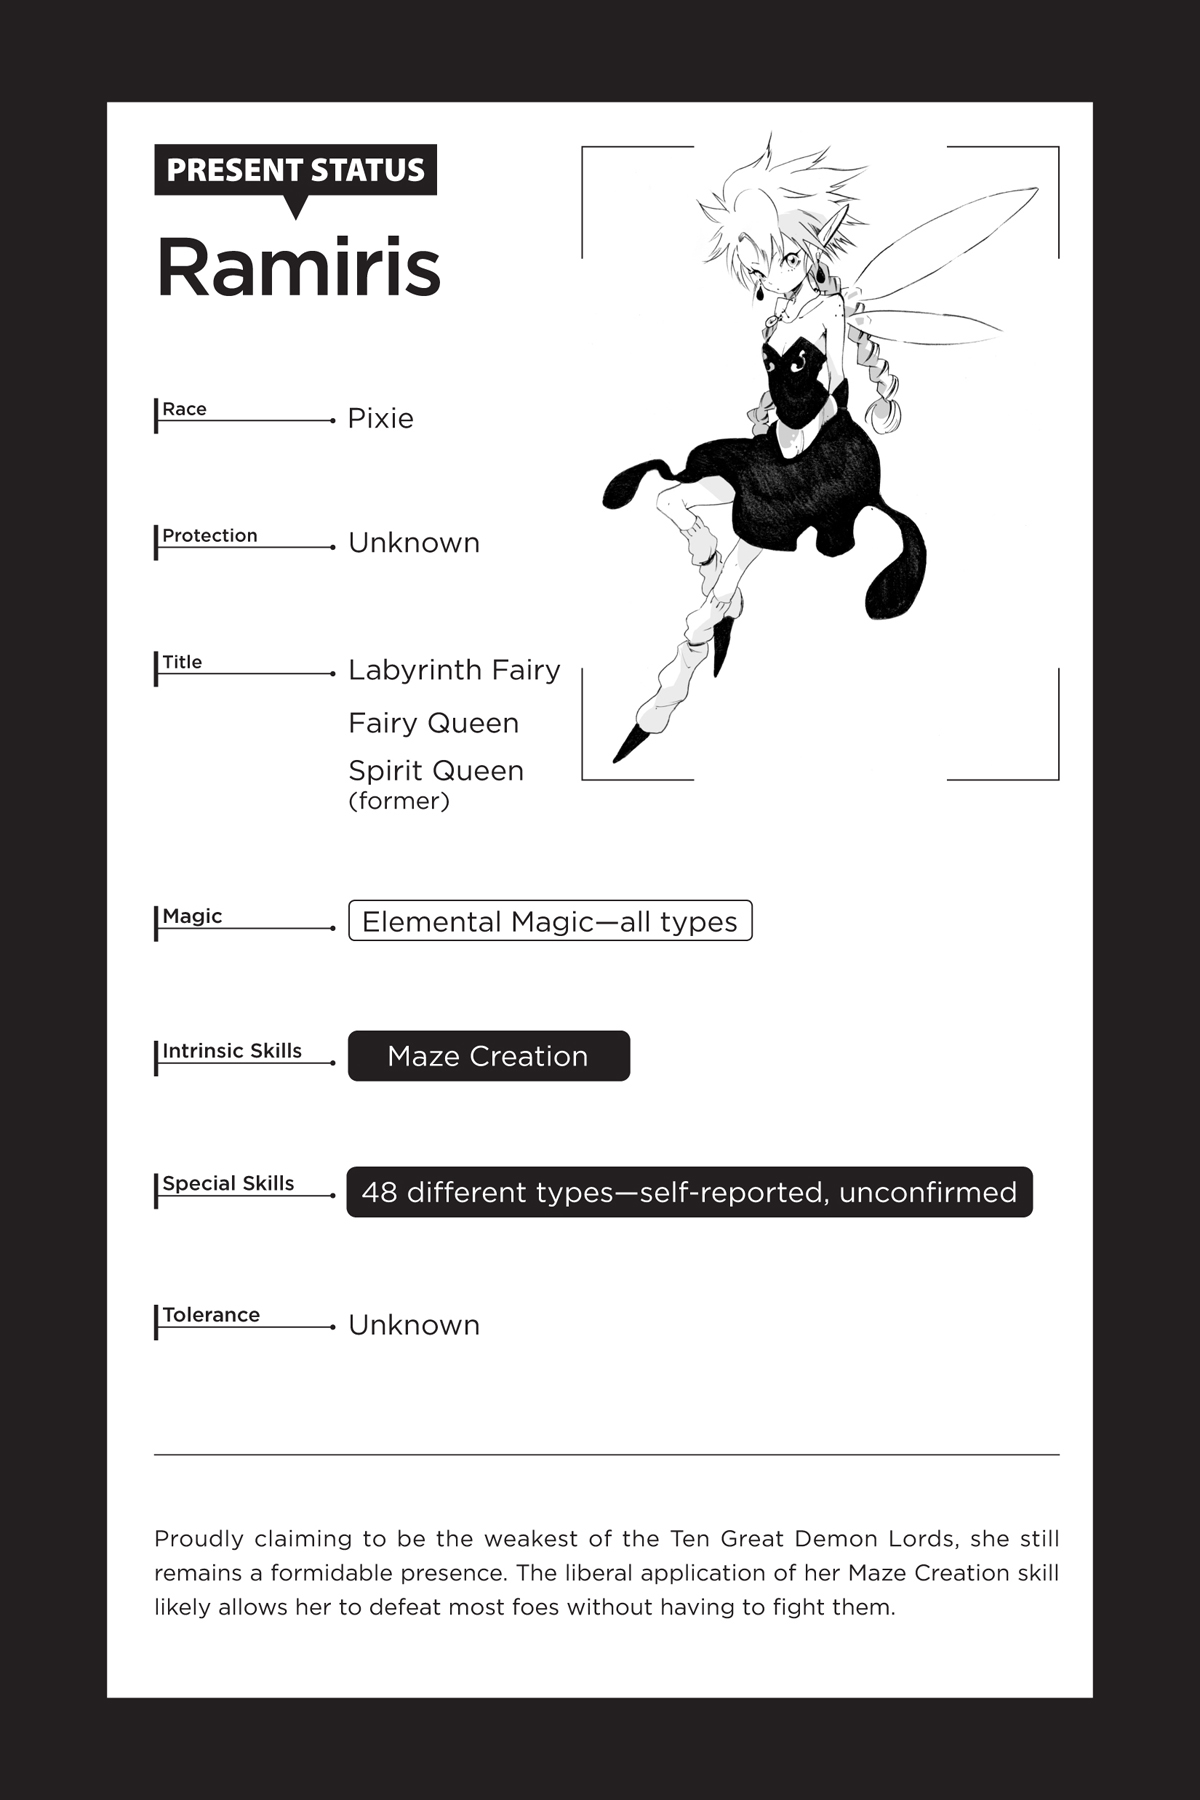 PRESENT STATUS
Ramiris
Race
Pixie
Protection
Unknown
Title
Labyrinth Fairy
Fairy Queen
Spirit Queen
(former)
Magic
Elemental Magic—all types
Intrinsic Skills
Maze Creation
Special Skills
48 different types—self-reported, unconfirmed
Tolerance
Unknown
Proudly claiming to be the weakest of the Ten Great Demon Lords, she still
remains a formidable presence. The liberal application of her Maze Creation skill
likely allows her to defeat most foes without having to fight them.